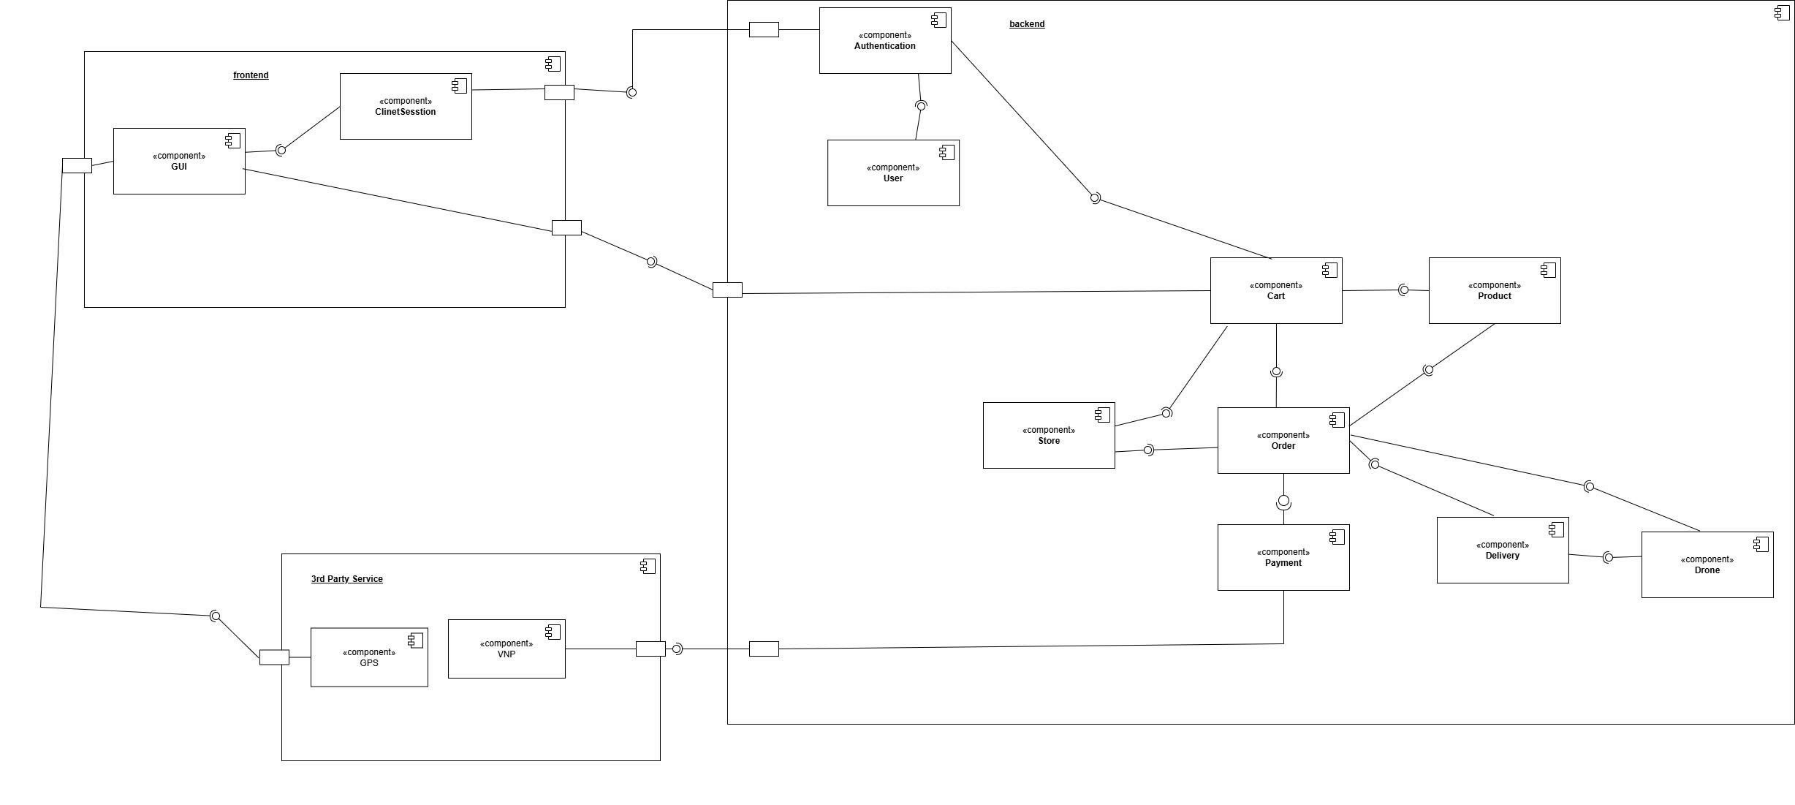 backend
«component»
Authentication
frontend
«component»
ClinetSesstion
«component»
GUI
«component»
User
«component»
Cart
«component»
Product
«component»
Store
«component»
Order
«component»
Payment
«component»
Delivery
«component»
Drone
3rd Party Service
«component»
GPS
«component»
VNP